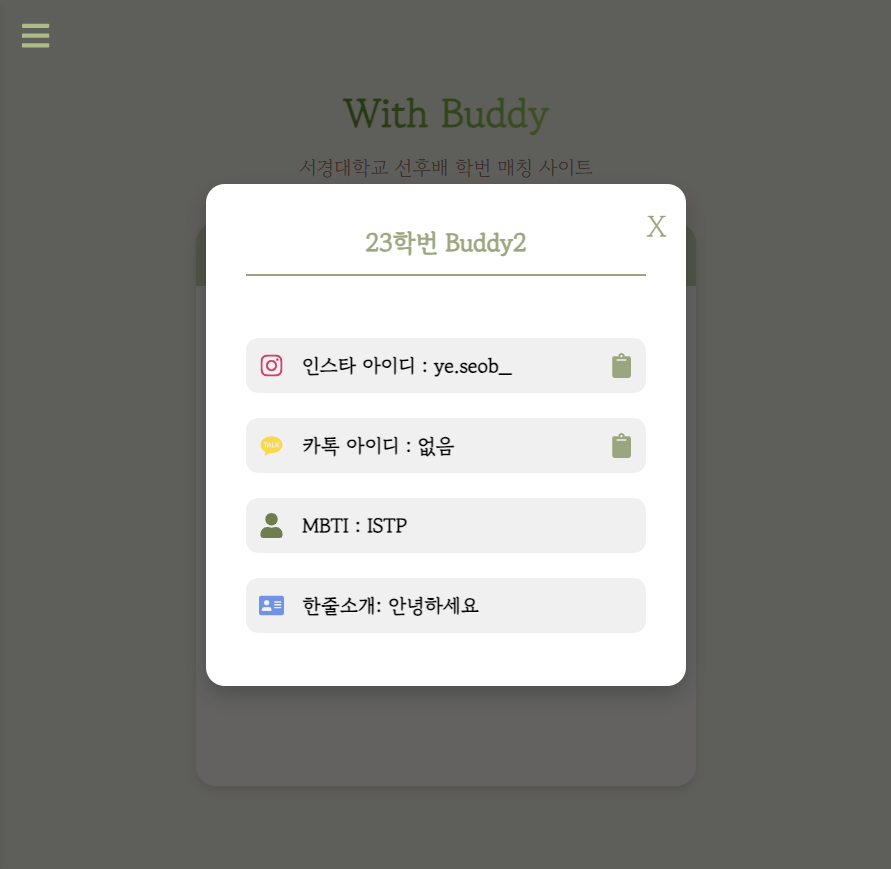 With Buddy
서경대학교 선후배 학번 매칭 사이트
X
23학번 Buddy2
인스타 아이디 : ye.seob_
TALK
카톡 아이디 : 없음
MBTI : ISTP
한줄소개: 안녕하세요